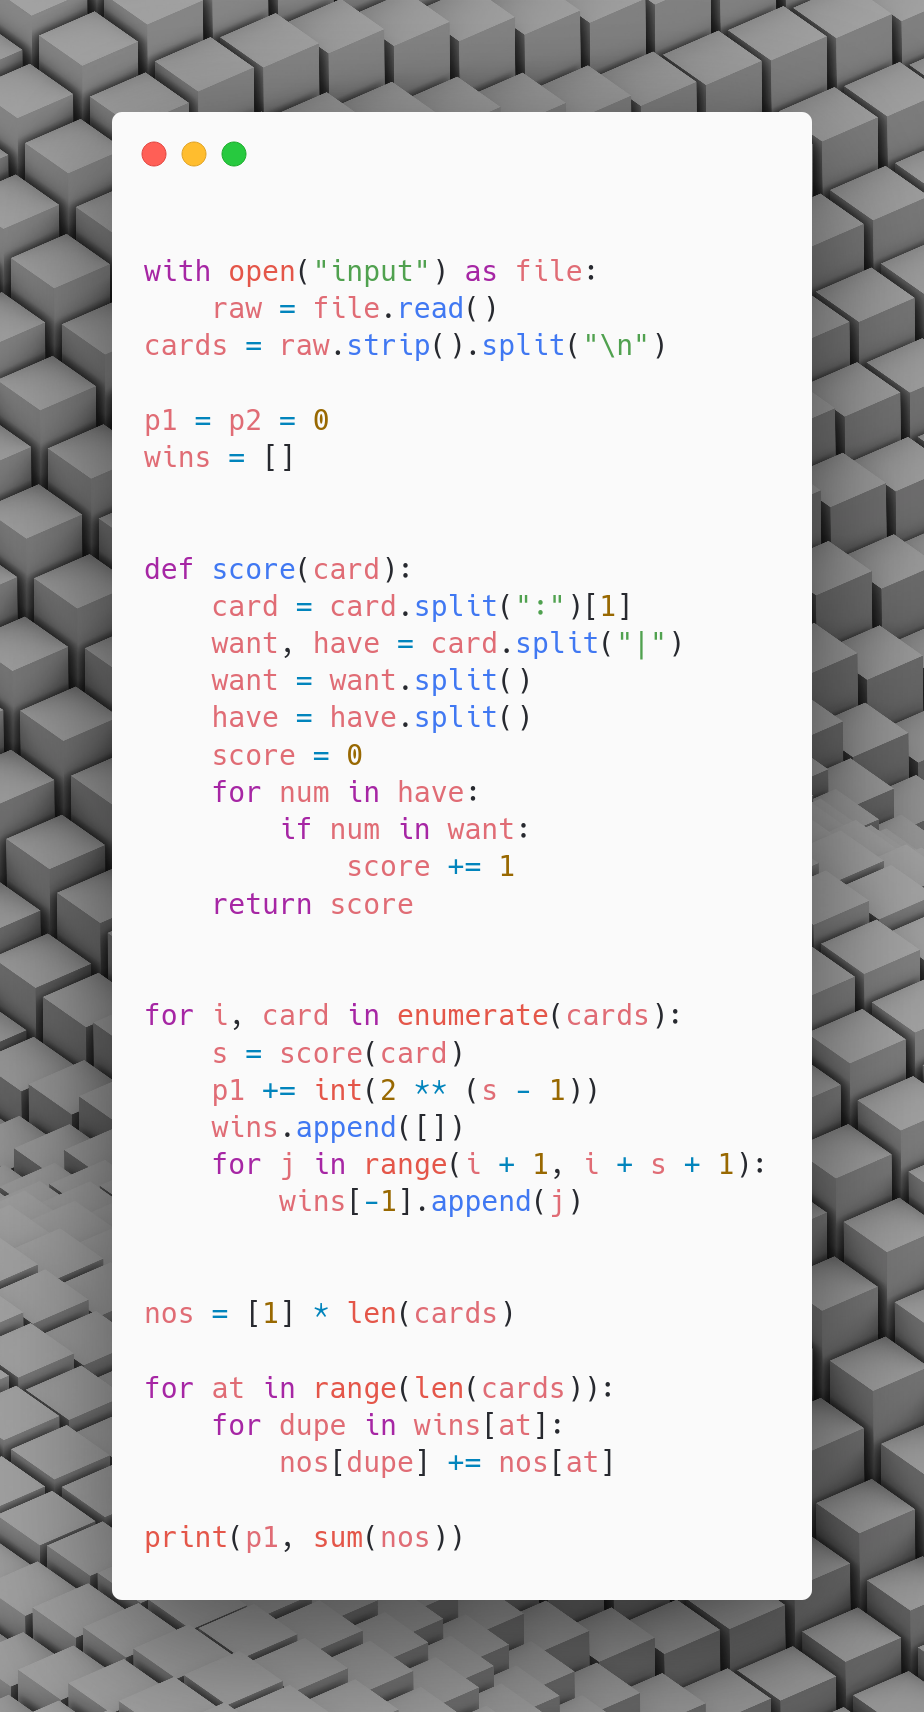 with open("input") as file:
    raw = file.read()
cards = raw.strip().split("\n")

p1 = p2 = 0
wins = []


def score(card):
    card = card.split(":")[1]
    want, have = card.split("|")
    want = want.split()
    have = have.split()
    score = 0
    for num in have:
        if num in want:
            score += 1
    return score


for i, card in enumerate(cards):
    s = score(card)
    p1 += int(2 ** (s - 1))
    wins.append([])
    for j in range(i + 1, i + s + 1):
        wins[-1].append(j)


nos = [1] * len(cards)

for at in range(len(cards)):
    for dupe in wins[at]:
        nos[dupe] += nos[at]

print(p1, sum(nos))